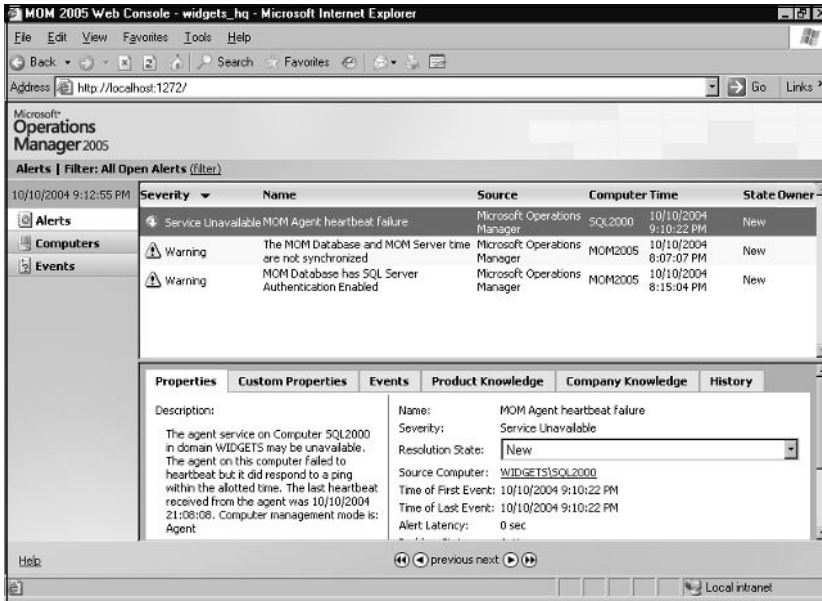 MOM 2005 Web Console - widgets_hq - Microsoft Internet Explorer
File Edit View Favorites Tools Help
Back Search Favorites
Address http://localhost:1272/ Go Links »
Microsoft
Operations
Manager 2005
Alerts | Filter: All Open Alerts (filter)
10/10/2004 9:12:55 PM
Alerts
Computers
Events
Severity Name Source Computer Time State Owner
Service Unavailable MOM Agent heartbeat failure Microsoft Operations Manager SQL2000 10/10/2004 9:10:22 PM New
Warning The MOM Database and MOM Server time are not synchronized Microsoft Operations Manager MOM2005 10/10/2004 8:07:07 PM New
Warning MOM Database has SQL Server Authentication Enabled Microsoft Operations Manager MOM2005 10/10/2004 8:15:04 PM New
Properties Custom Properties Events Product Knowledge Company Knowledge History
Description:
The agent service on Computer SQL2000
in domain WIDGETS may be unavailable.
The agent on this computer failed to
heartbeat but it did respond to a ping
within the allotted time. The last heartbeat
received from the agent was 10/10/2004
21:08:08. Computer management mode is:
Agent
Name: MOM Agent heartbeat failure
Severity: Service Unavailable
Resolution State: New
Source Computer: WIDGETS\SQL2000
Time of First Event: 10/10/2004 9:10:22 PM
Time of Last Event: 10/10/2004 9:10:22 PM
Alert Latency: 0 sec
Help
previous next
Local intranet